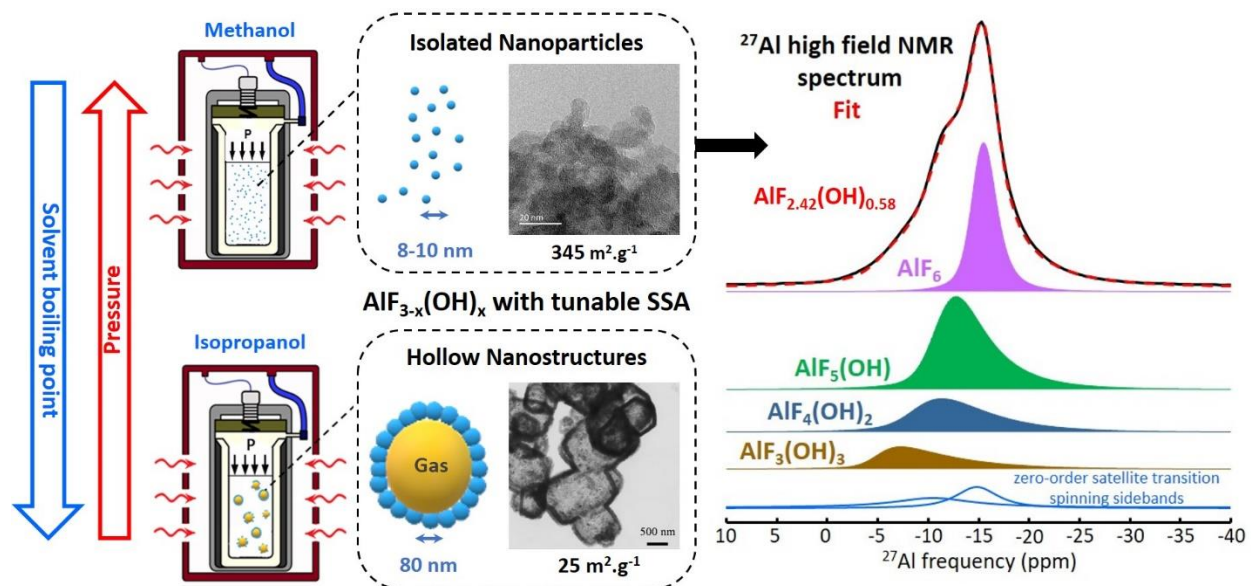 Methanol
P
Solvent boiling point
Pressure
Isopropanol
P
Isolated Nanoparticles
8-10 nm
20 nm
345 m².g⁻¹
AlF₃₋ₓ(OH)ₓ with tunable SSA
Hollow Nanostructures
Gas
80 nm
500 nm
25 m².g⁻¹
²⁷Al high field NMR
spectrum
Fit
AlF₂.₄₂(OH)₀.₅₈
AlF₆
AlF₅(OH)
AlF₄(OH)₂
AlF₃(OH)₃
zero-order satellite transition
spinning sidebands
10 5 0 -5 -10 -15 -20 -25 -30 -35 -40
²⁷Al frequency (ppm)